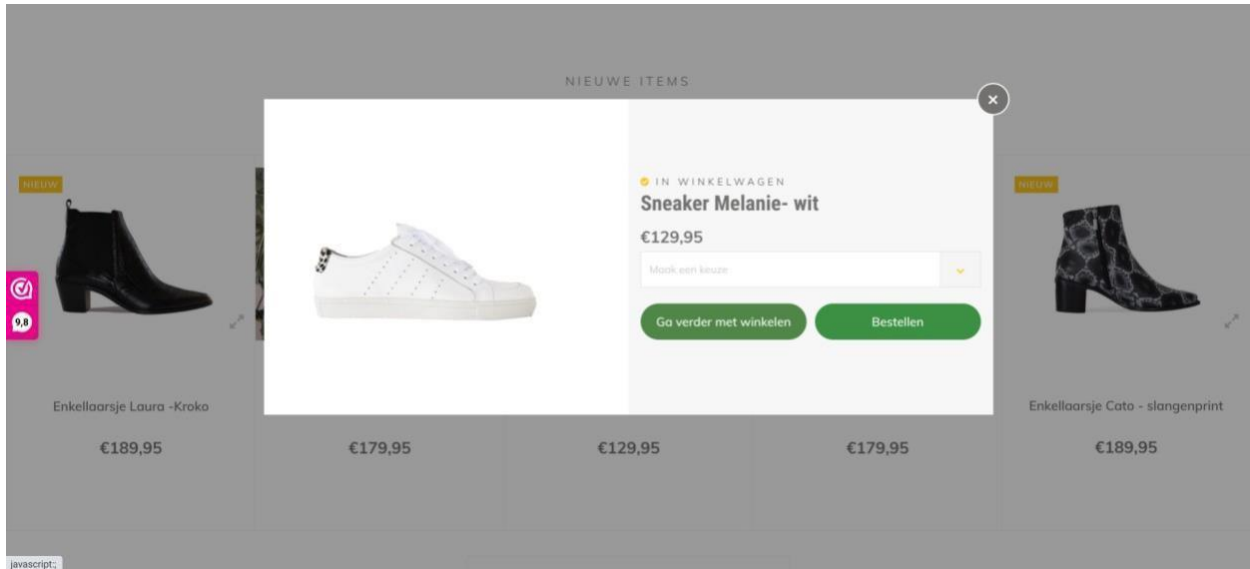 NIEUWE ITEMS
NIEUW
NIEUW
IN WINKELWAGEN
Sneaker Melanie- wit
€129,95
Maak een keuze
Ga verder met winkelen
Bestellen
9,8
Enkellaarsje Laura -Kroko
Enkellaarsje Cato - slangenprint
€189,95
€179,95
€129,95
€179,95
€189,95
javascript:;